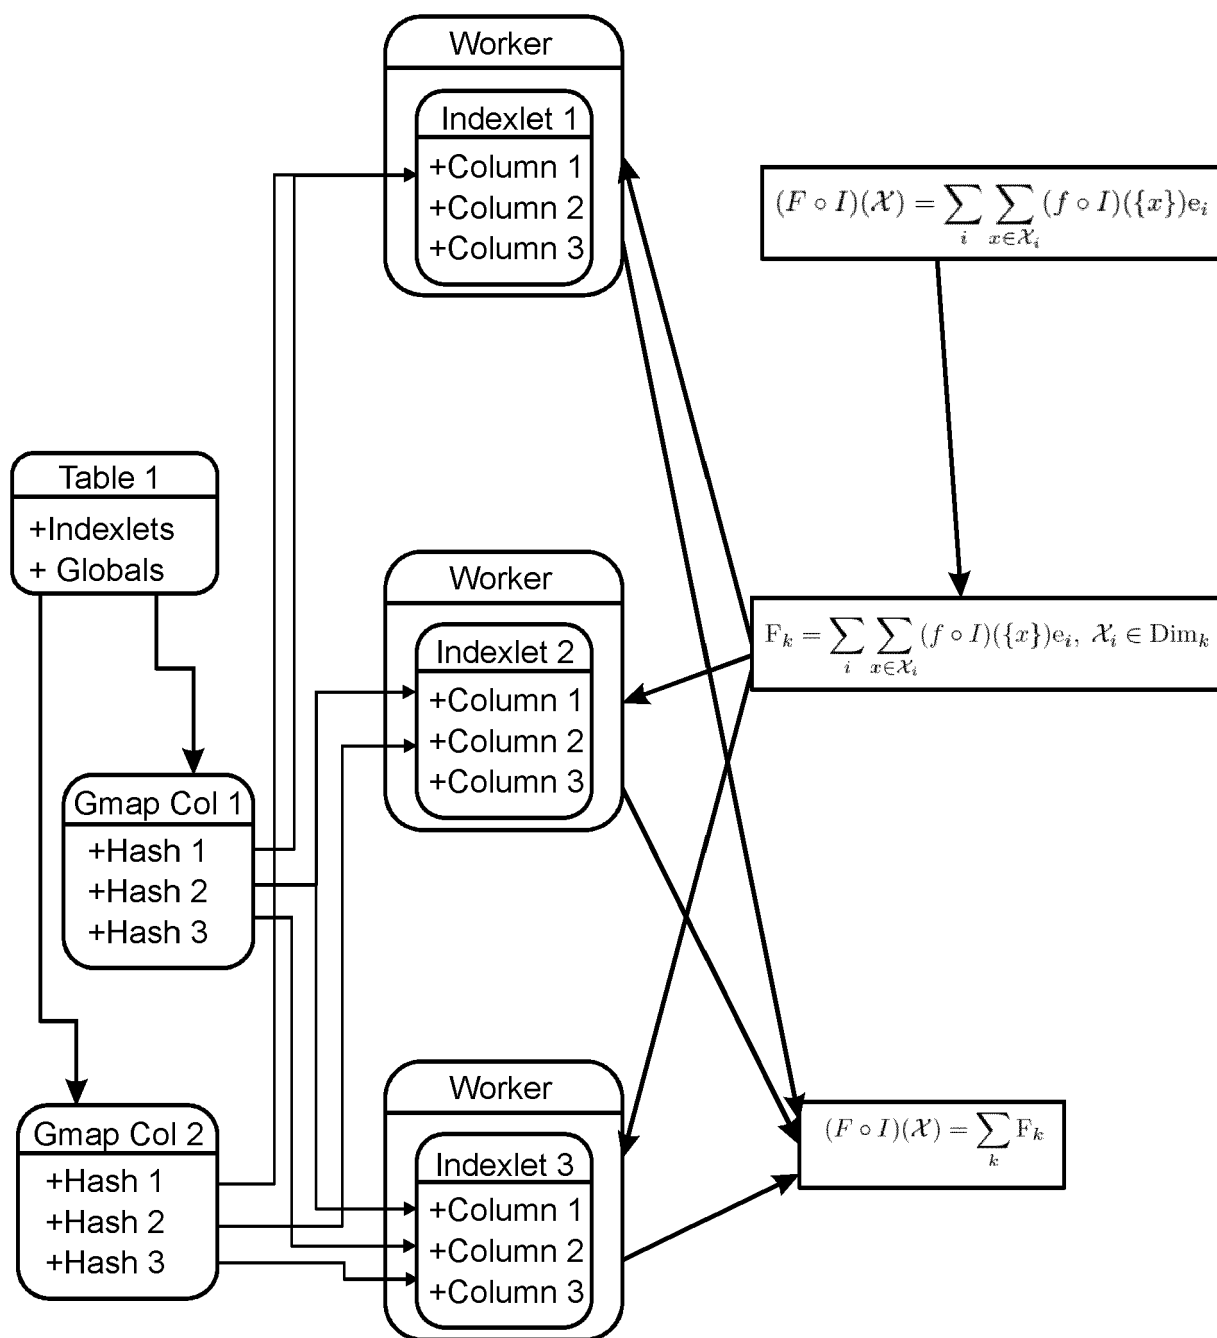 Worker
Indexlet 1
+Column 1
+Column 2
+Column 3
(F ∘ I)(𝒳) = ∑_i ∑_{x∈𝒳_i} (f ∘ I)({x})e_i
Table 1
+Indexlets
+ Globals
Worker
Indexlet 2
+Column 1
+Column 2
+Column 3
F_k = ∑_i ∑_{x∈𝒳_i} (f ∘ I)({x})e_i, 𝒳_i ∈ Dim_k
Gmap Col 1
+Hash 1
+Hash 2
+Hash 3
Worker
Indexlet 3
+Column 1
+Column 2
+Column 3
(F ∘ I)(𝒳) = ∑_k F_k
Gmap Col 2
+Hash 1
+Hash 2
+Hash 3